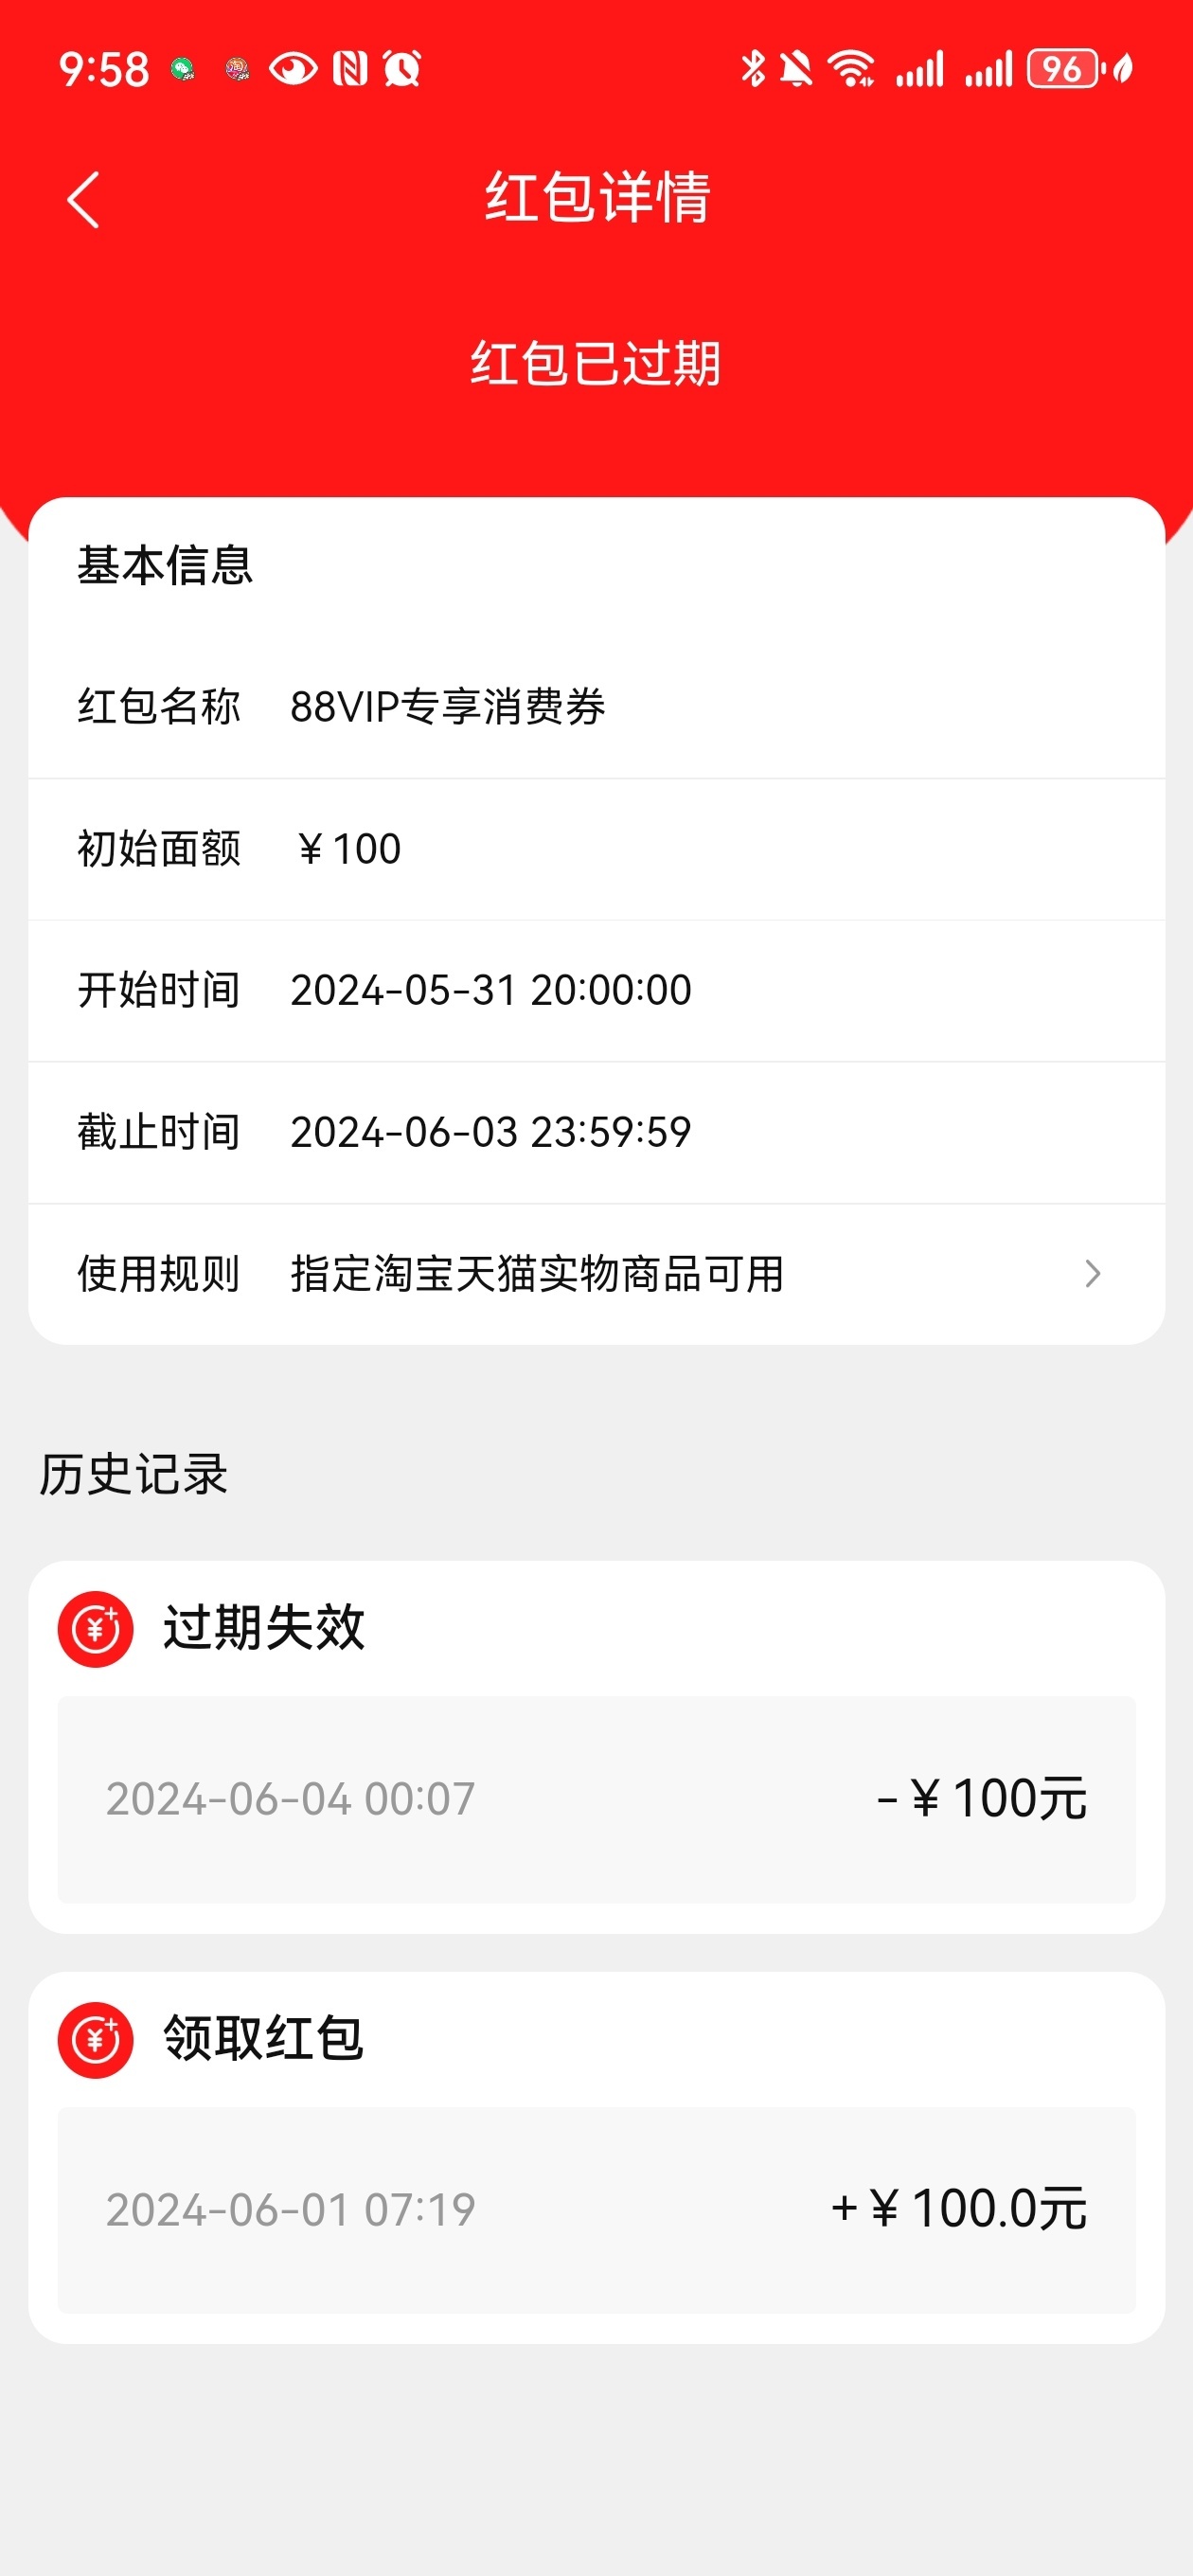 9:58
96
红包详情
红包已过期
基本信息
红包名称 88VIP专享消费券
初始面额 ¥100
开始时间 2024-05-31 20:00:00
截止时间 2024-06-03 23:59:59
使用规则 指定淘宝天猫实物商品可用
历史记录
过期失效
2024-06-04 00:07 -¥100元
领取红包
2024-06-01 07:19 +¥100.0元